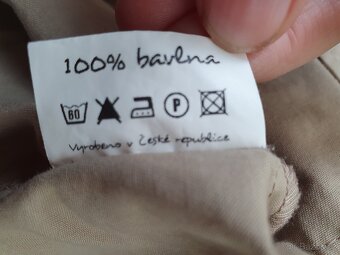 100% bavlna
60 P
Vyrobeno v České republice